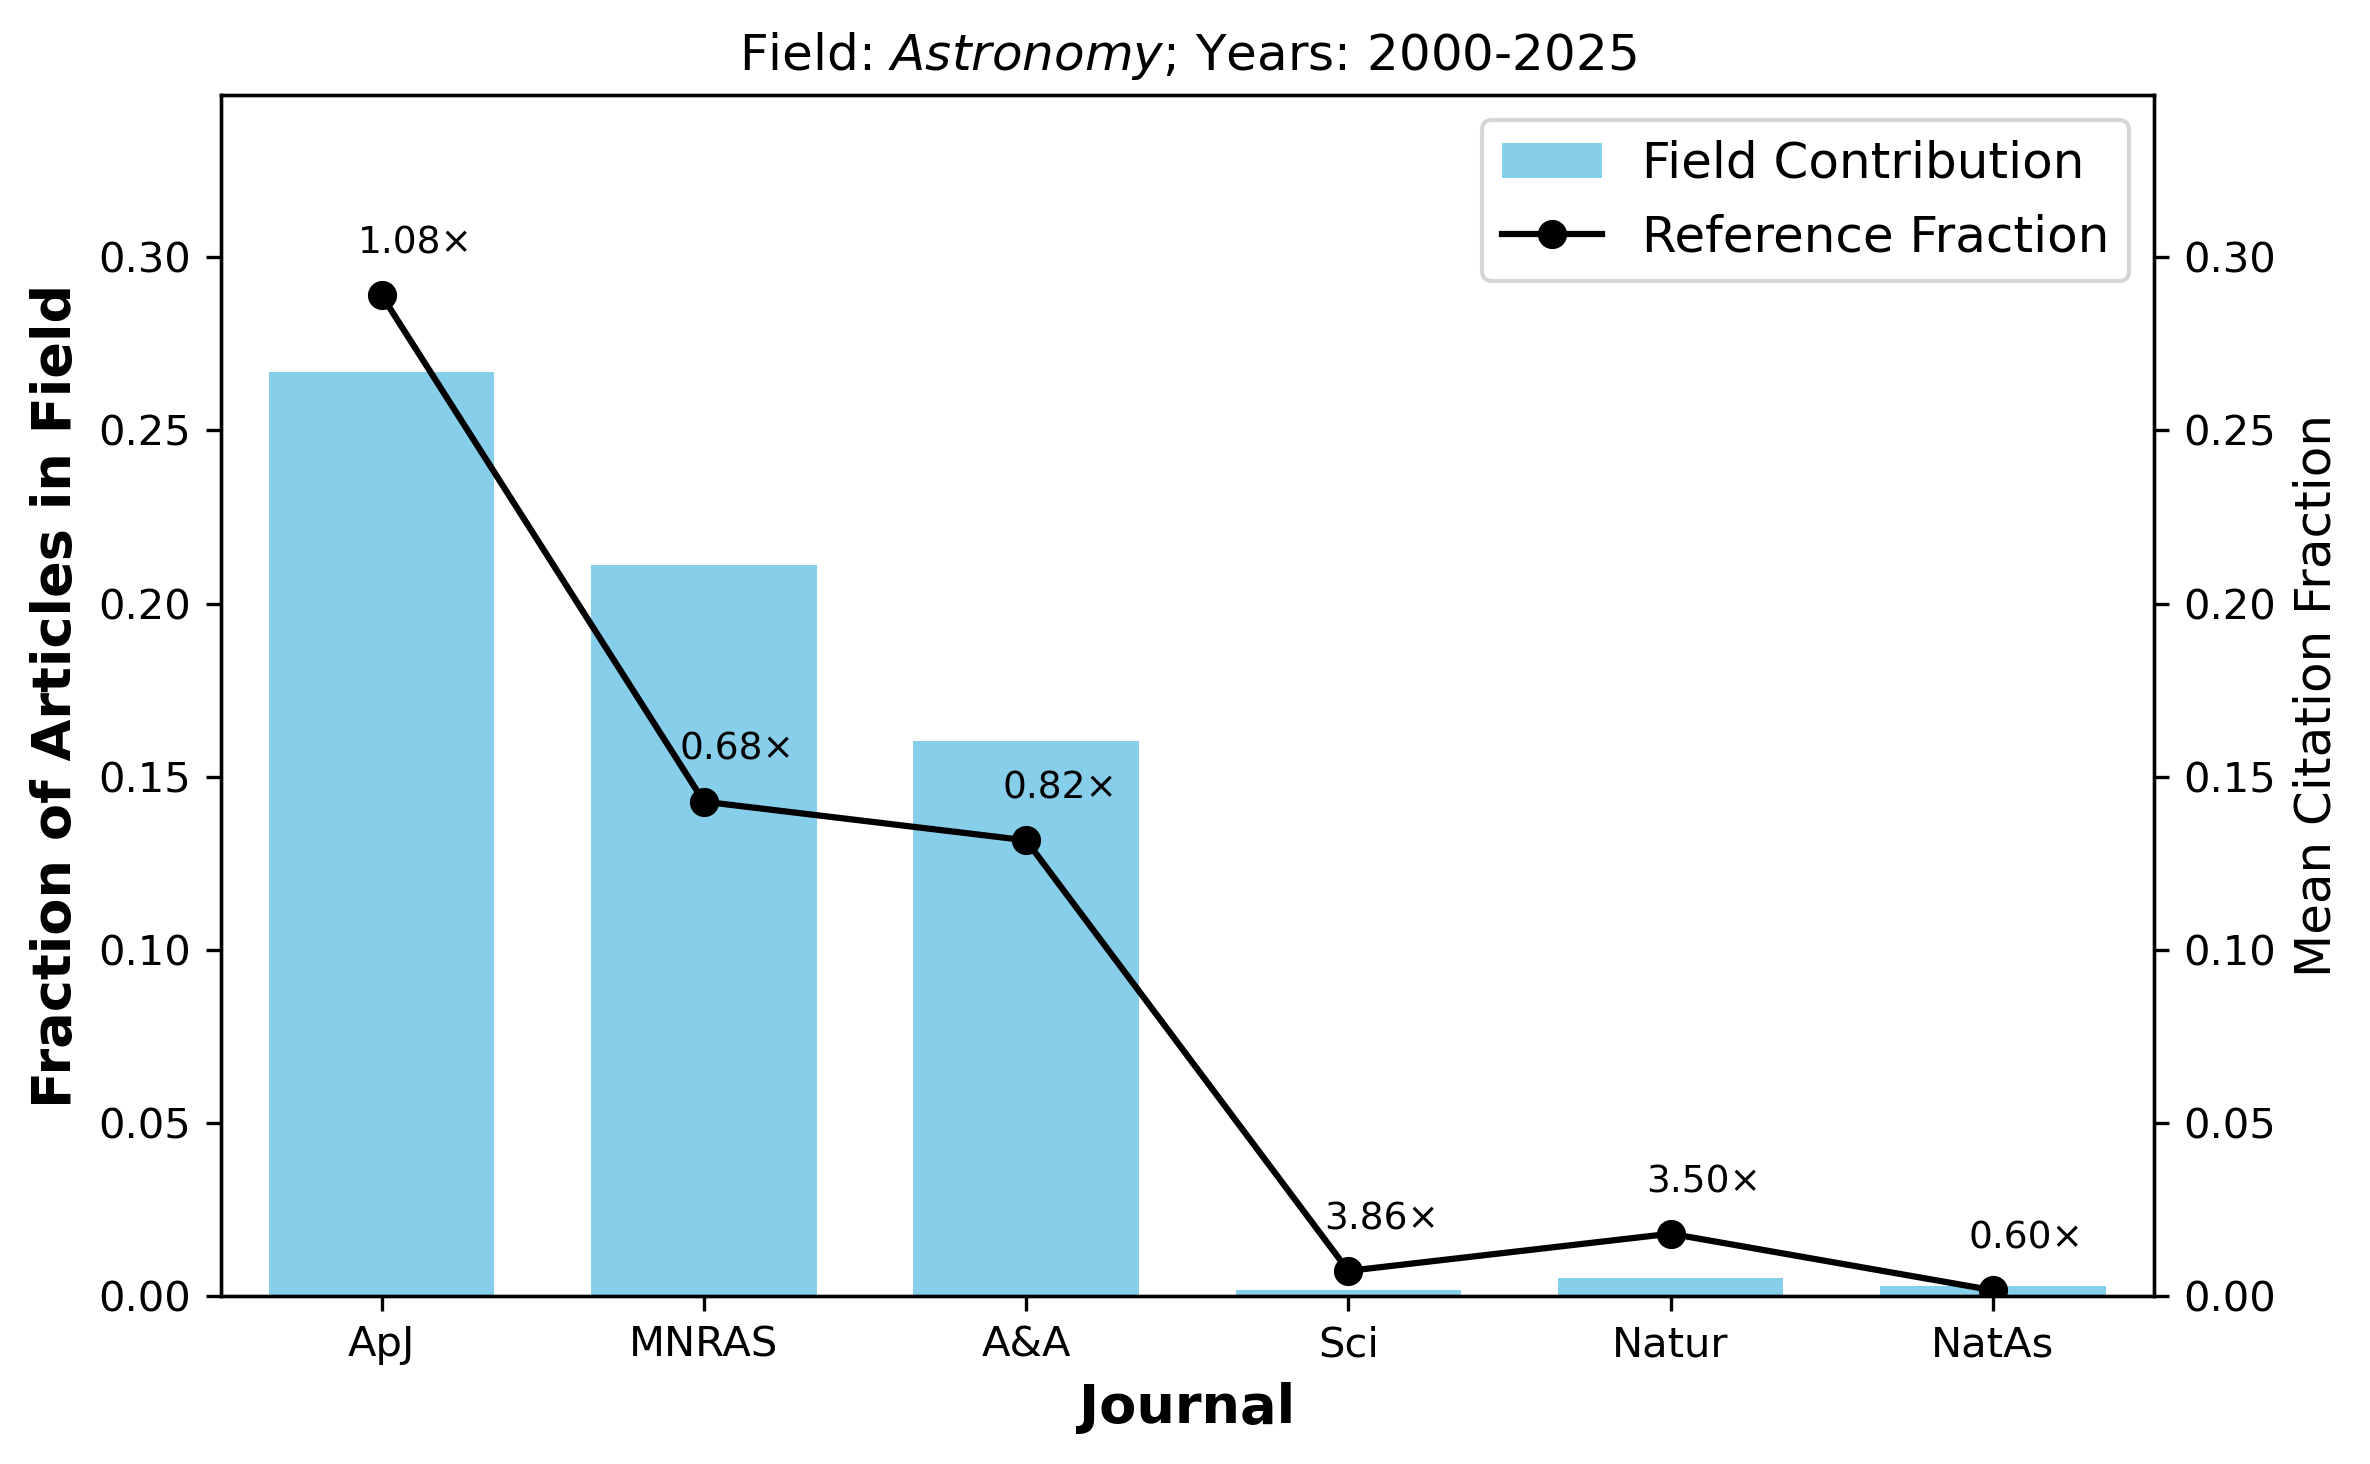 Field: Astronomy; Years: 2000-2025
Field Contribution
Reference Fraction
Fraction of Articles in Field
0.30
0.25
0.20
0.15
0.10
0.05
0.00
1.08×
0.68×
0.82×
3.86×
3.50×
0.60×
0.30
0.25
0.20
0.15
0.10
0.05
0.00
Mean Citation Fraction
ApJ MNRAS A&A Sci Natur NatAs
Journal